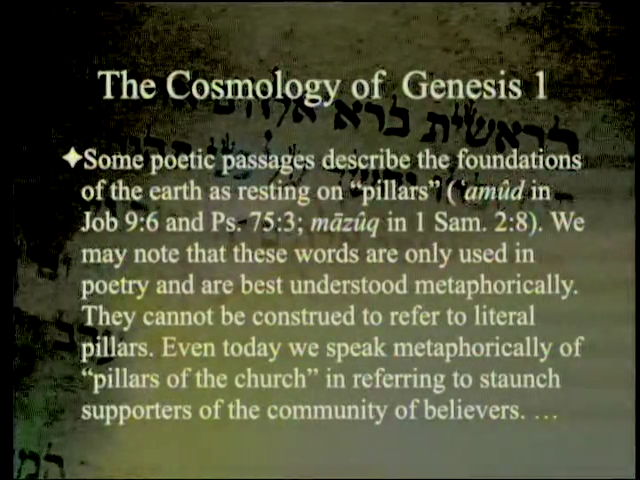 The Cosmology of Genesis 1
✦Some poetic passages describe the foundations
of the earth as resting on “pillars” (ʿamûd in
Job 9:6 and Ps. 75:3; māzûq in 1 Sam. 2:8). We
may note that these words are only used in
poetry and are best understood metaphorically.
They cannot be construed to refer to literal
pillars. Even today we speak metaphorically of
“pillars of the church” in referring to staunch
supporters of the community of believers. …